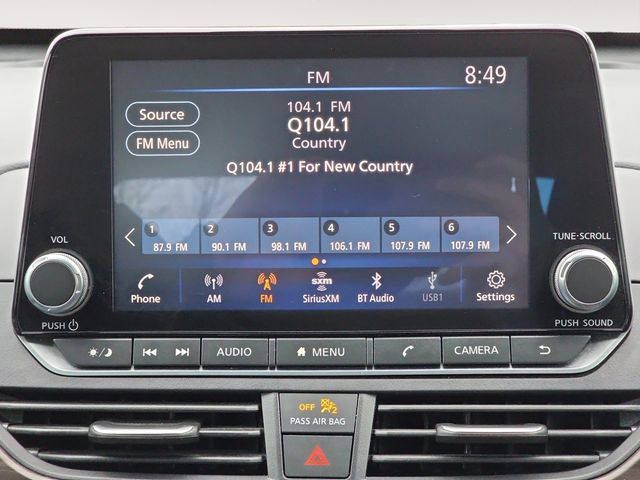 FM
8:49
Source
FM Menu
104.1 FM
Q104.1
Country
Q104.1 #1 For New Country
1 2 3 4 5 6
87.9 FM 90.1 FM 98.1 FM 106.1 FM 107.9 FM 107.9 FM
Phone AM FM SXM SiriusXM BT Audio USB1 Settings
VOL
PUSH
TUNE·SCROLL
PUSH SOUND
AUDIO MENU CAMERA
OFF 2
PASS AIR BAG